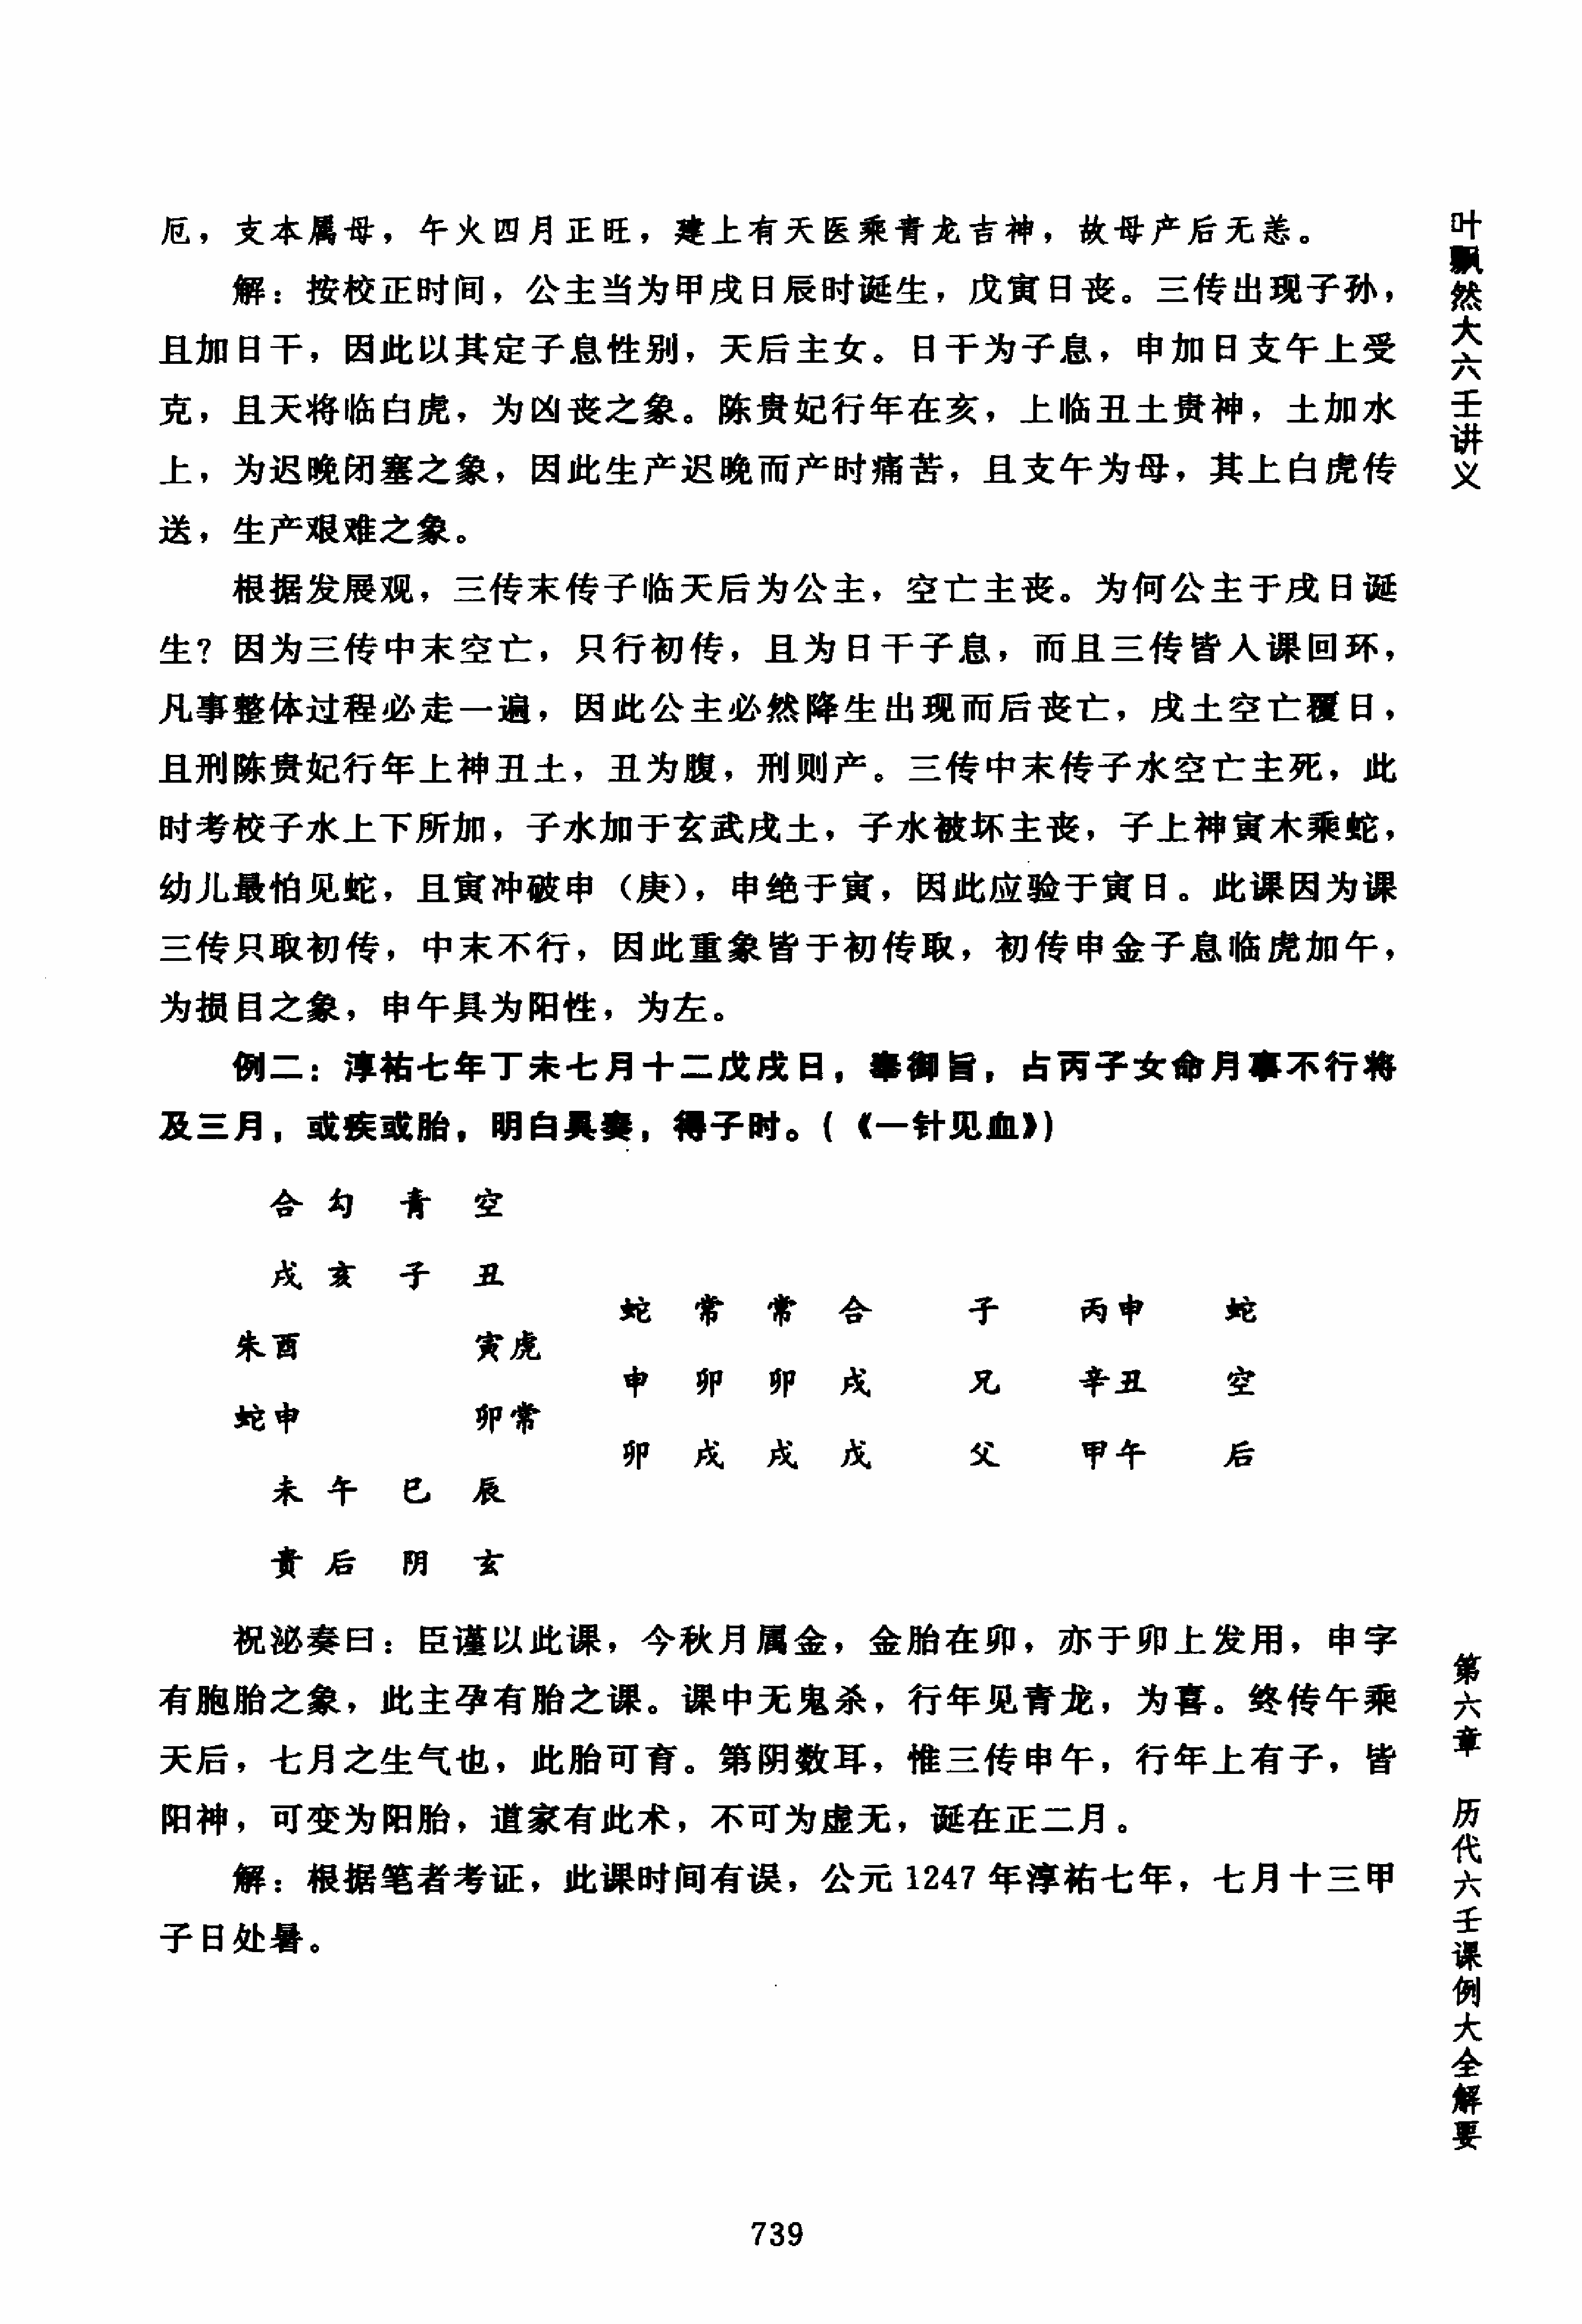 厄，支本属母，午火四月正旺，建上有天医乘青龙吉神，故母产后无恙。
解：按校正时间，公主当为甲戌日辰时诞生，戊寅日丧。三传出现子孙，
且加日干，因此以其定子息性别，天后主女。日干为子息，申加日支午上受
克，且天将临白虎，为凶丧之象。陈贵妃行年在亥，上临丑土贵神，土加水
上，为迟晚闭塞之象，因此生产迟晚而产时痛苦，且支午为母，其上白虎传
送，生产艰难之象。
根据发展观，三传末传子临天后为公主，空亡主丧。为何公主于戌日诞
生？因为三传中末空亡，只行初传，且为日干子息，而且三传皆入课回环，
凡事整体过程必走一遍，因此公主必然降生出现而后丧亡，戌土空亡覆日，
且刑陈贵妃行年上神丑土，丑为腹，刑则产。三传中末传子水空亡主死，此
时考校子水上下所加，子水加于玄武戌土，子水被坏主丧，子上神寅木乘蛇，
幼儿最怕见蛇，且寅冲破申（庚），申绝于寅，因此应验于寅日。此课因为课
三传只取初传，中末不行，因此重象皆于初传取，初传申金子息临虎加午，
为损目之象，申午具为阳性，为左。
例二：淳祐七年丁未七月十二戊戌日，奉御旨，占丙子女命月事不行将
及三月，或疾或胎，明白具奏，得子时。(《一针见血》)
合 勾 青 空
戌 亥 子 丑
朱酉 寅虎
蛇申 卯常
未 午 巳 辰
贵 后 阴 玄
蛇 常 常 合 子 丙申 蛇
申 卯 卯 戌 兄 辛丑 空
卯 戌 戌 戊 父 甲午 后
祝泌奏曰：臣谨以此课，今秋月属金，金胎在卯，亦于卯上发用，申字
有胞胎之象，此主孕有胎之课。课中无鬼杀，行年见青龙，为喜。终传午乘
天后，七月之生气也，此胎可育。第阴数耳，惟三传申午，行年上有子，皆
阳神，可变为阳胎，道家有此术，不可为虚无，诞在正二月。
解：根据笔者考证，此课时间有误，公元1247年淳祐七年，七月十三甲
子日处暑。
叶飘然大六壬讲义
第六章 历代六壬课例大全解要
739